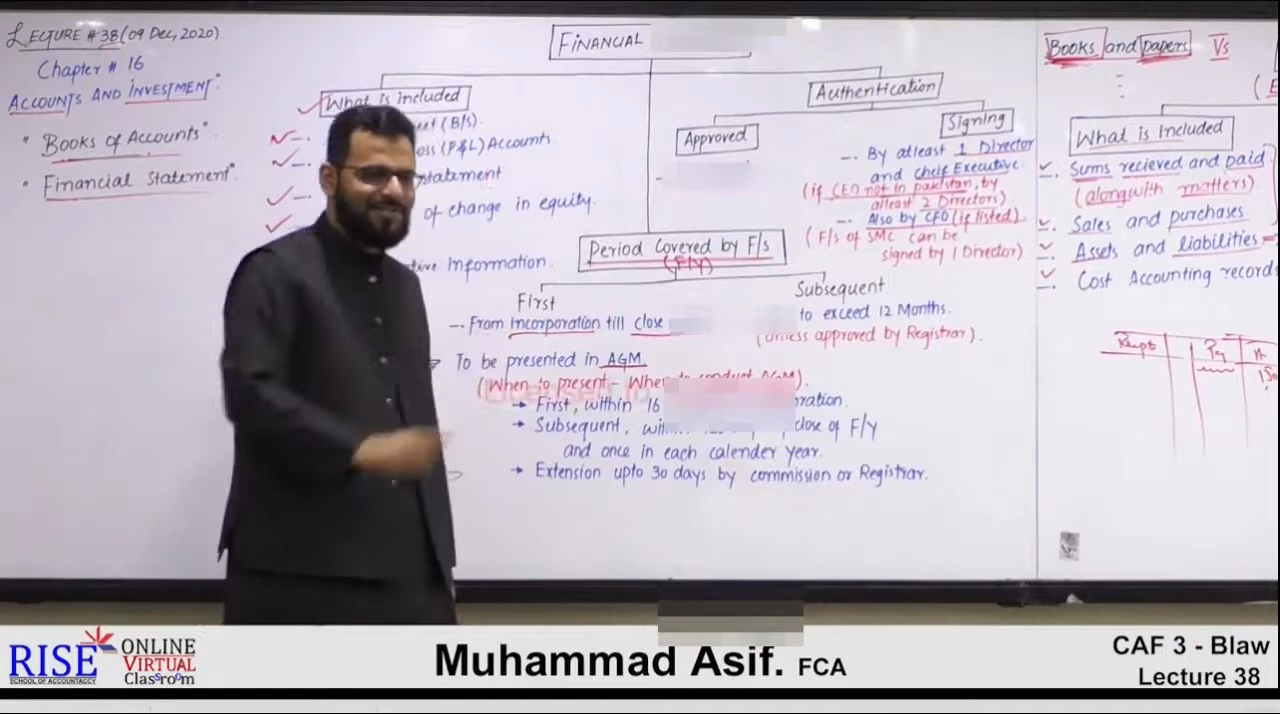 LECTURE # 38 (09 Dec, 2020)
Chapter # 16
ACCOUNTS AND INVESTMENT"
" Books of Accounts"
" Financial Statement"
FINANCIAL
What is included
(B/S).
(P&L) Accounts
statement
of change in equity.
Information.
Authentication
Approved
Signing
-. By atleast 1 Director
and cheif Executive
(if CEO not in pakistan, by
atleast 2 Directors)
-. Also by CFO (if listed)
(F/s of SMC can be
signed by 1 Director)
Period Covered by F/s
(F/Y)
First
-. From incorporation till close
Subsequent
to exceed 12 Months.
(unless approved by Registrar).
To be presented in AGM.
(When to present - When to conduct AGM).
→ First, within 16
→ Subsequent, close of F/Y
and once in each calender year.
→ Extension upto 30 days by commission or Registrar.
Books and papers Vs
What is Included
-. Sums recieved and paid
(alongwith matters)
-. Sales and purchases
-. Assets and liabilities
-. Cost Accounting records
RISE
SCHOOL OF ACCOUNTANCY
ONLINE
VIRTUAL
Classroom
Muhammad Asif. FCA
CAF 3 - Blaw
Lecture 38